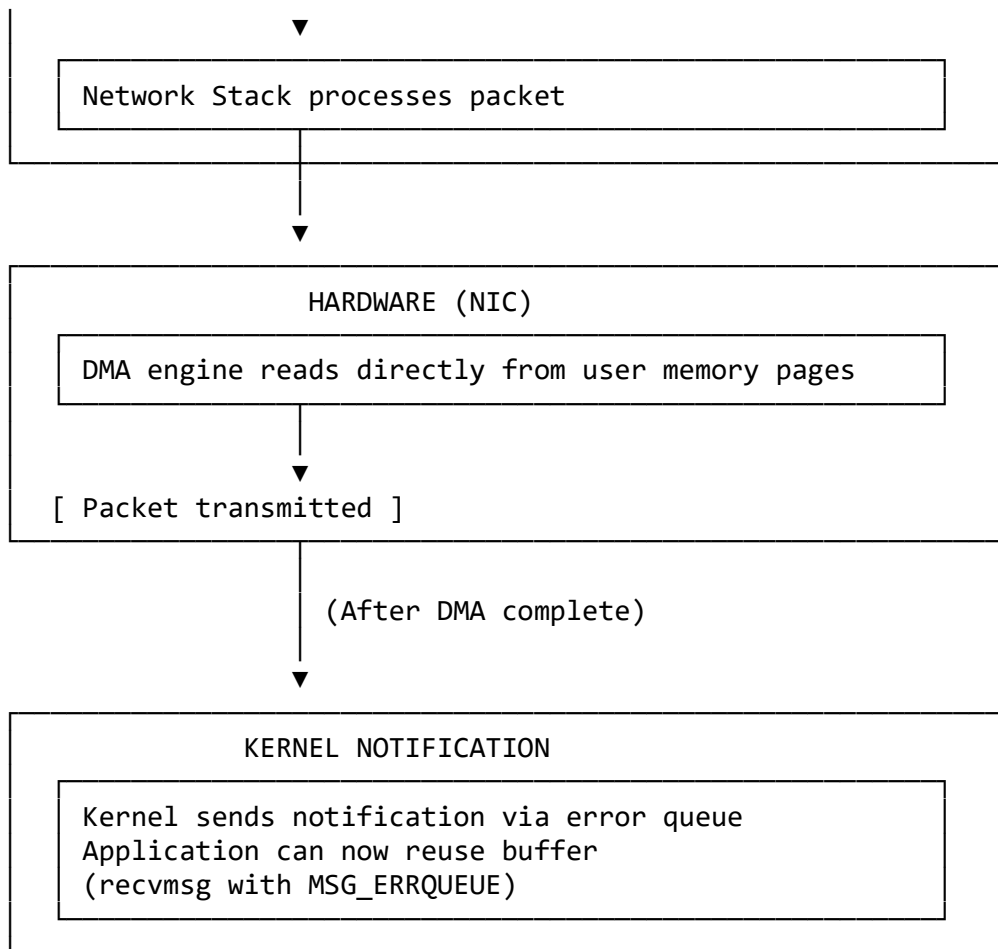 Network Stack processes packet
HARDWARE (NIC)
DMA engine reads directly from user memory pages
[ Packet transmitted ]
(After DMA complete)
KERNEL NOTIFICATION
Kernel sends notification via error queue
Application can now reuse buffer
(recvmsg with MSG_ERRQUEUE)